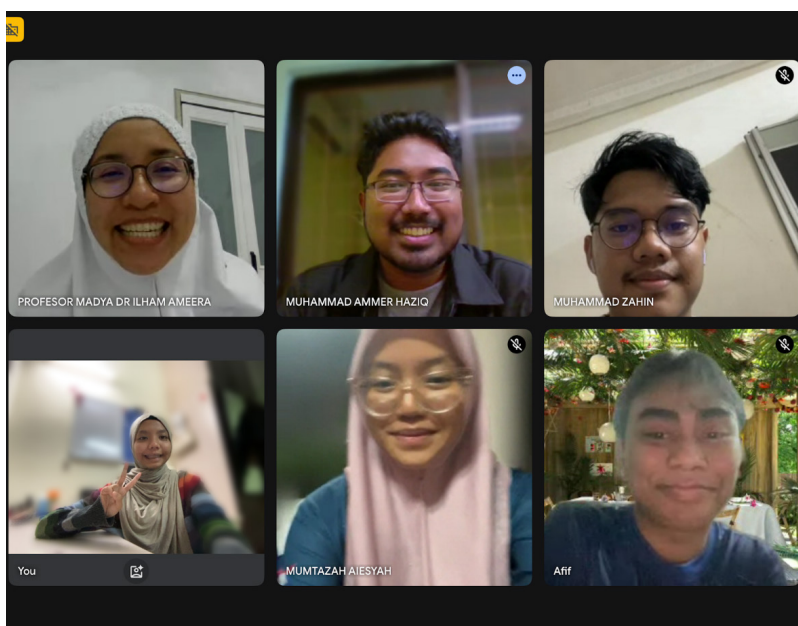 PROFESOR MADYA DR ILHAM AMEERA
MUHAMMAD AMMER HAZIQ
MUHAMMAD ZAHIN
You
MUMTAZAH AIESYAH
Afif